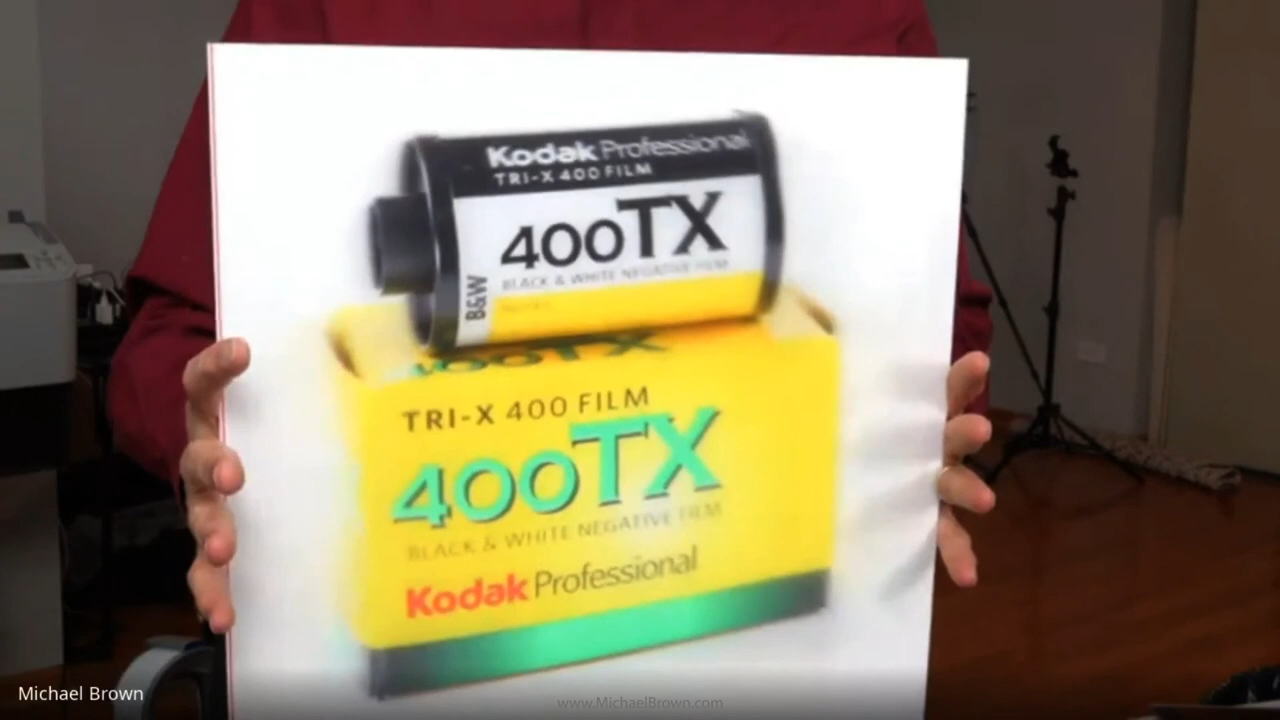 Kodak Professional
TRI-X 400 FILM
400TX
BLACK & WHITE NEGATIVE FILM
B&W
400TX
TRI-X 400 FILM
400TX
BLACK & WHITE NEGATIVE FILM
Kodak Professional
Michael Brown
www.MichaelBrown.com